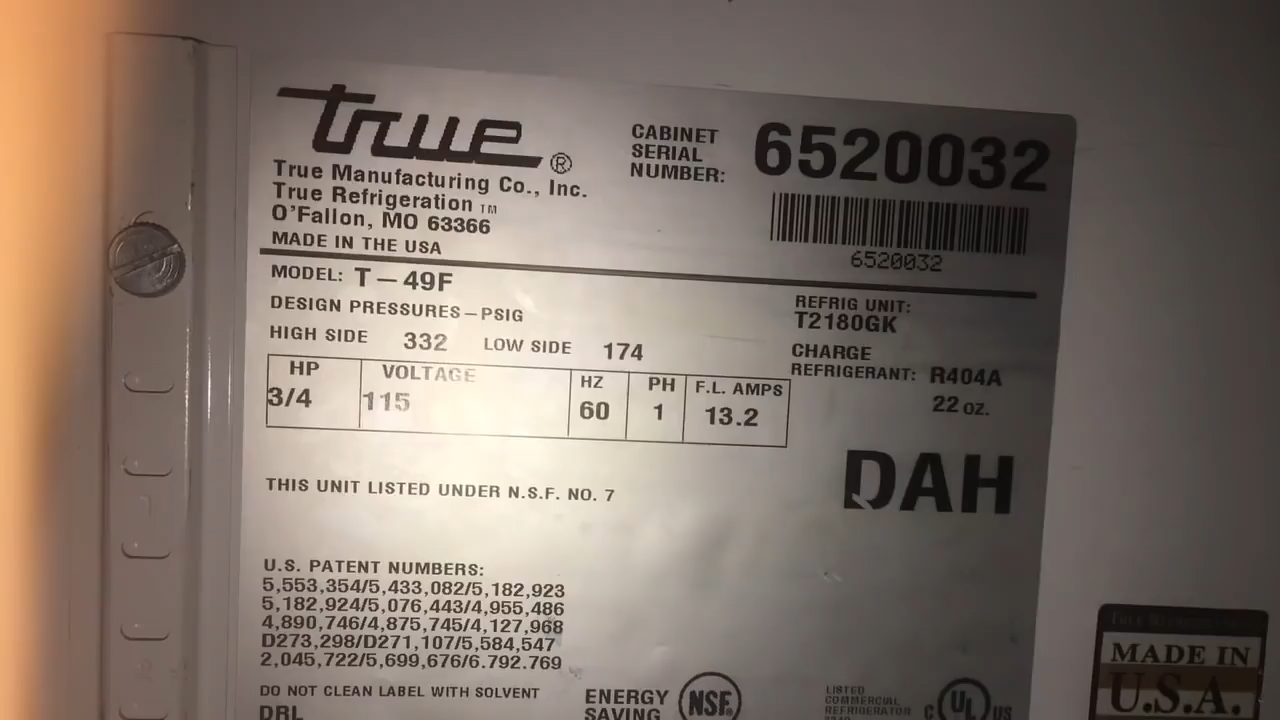 true®
True Manufacturing Co., Inc.
True Refrigeration TM
O'Fallon, MO 63366
MADE IN THE USA
CABINET
SERIAL
NUMBER:
6520032
6520032
MODEL: T-49F
DESIGN PRESSURES-PSIG
HIGH SIDE 332 LOW SIDE 174
REFRIG UNIT:
T2180GK
CHARGE
REFRIGERANT: R404A
22 OZ.
HP VOLTAGE HZ PH F.L. AMPS
3/4 115 60 1 13.2
DAH
THIS UNIT LISTED UNDER N.S.F. NO. 7
U.S. PATENT NUMBERS:
5,553,354/5,433,082/5,182,923
5,182,924/5,076,443/4,955,486
4,890,746/4,875,745/4,127,968
D273,298/D271,107/5,584,547
2,045,722/5,699,676/6.792.769
DO NOT CLEAN LABEL WITH SOLVENT
DRL
ENERGY
SAVING
NSF®
LISTED
COMMERCIAL
REFRIGERATOR
C UL US
TRUE REFRIGERATION
MADE IN
U.S.A.